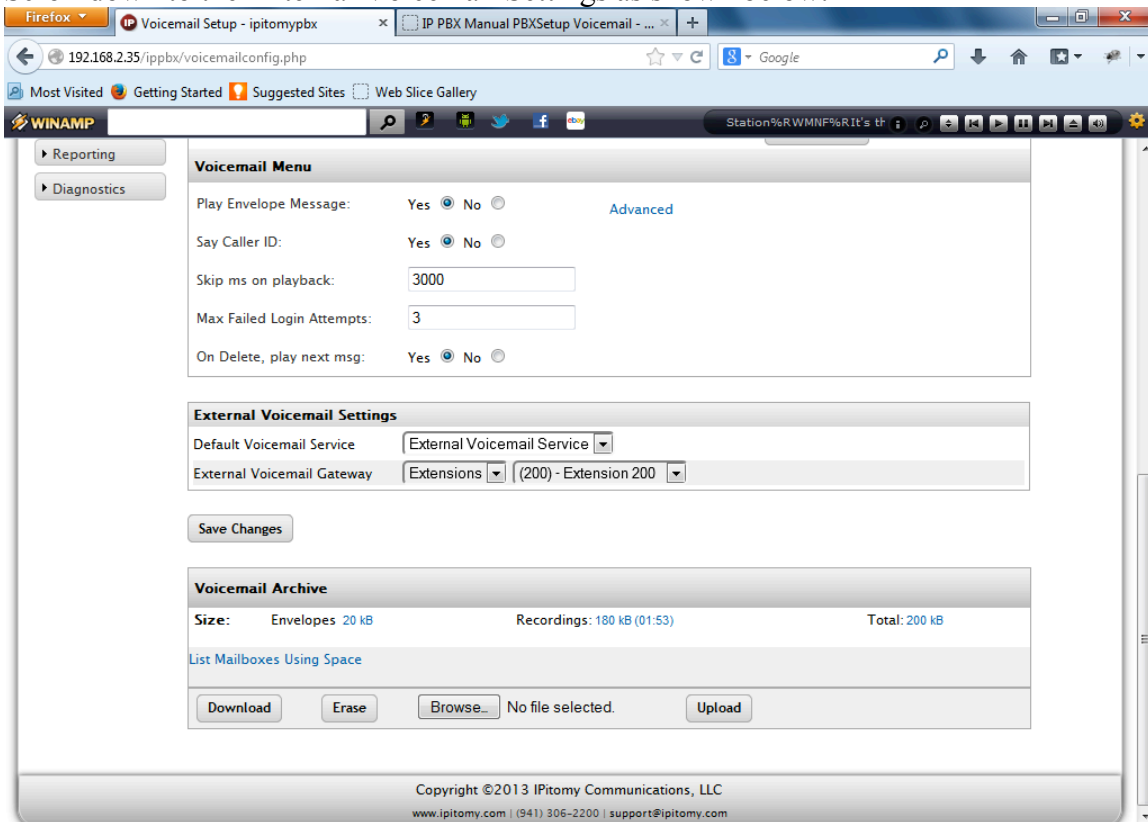 Firefox
Voicemail Setup - ipitomypbx
IP PBX Manual PBXSetup Voicemail - ...
192.168.2.35/ippbx/voicemailconfig.php
Google
Most Visited Getting Started Suggested Sites Web Slice Gallery
WINAMP
Station%RWMNF%RIt's th
Reporting
Diagnostics
Voicemail Menu
Play Envelope Message: Yes No Advanced
Say Caller ID: Yes No
Skip ms on playback: 3000
Max Failed Login Attempts: 3
On Delete, play next msg: Yes No
External Voicemail Settings
Default Voicemail Service External Voicemail Service
External Voicemail Gateway Extensions (200) - Extension 200
Save Changes
Voicemail Archive
Size: Envelopes 20 kB Recordings: 180 kB (01:53) Total: 200 kB
List Mailboxes Using Space
Download Erase Browse... No file selected. Upload
Copyright ©2013 IPitomy Communications, LLC
www.ipitomy.com | (941) 306-2200 | support@ipitomy.com